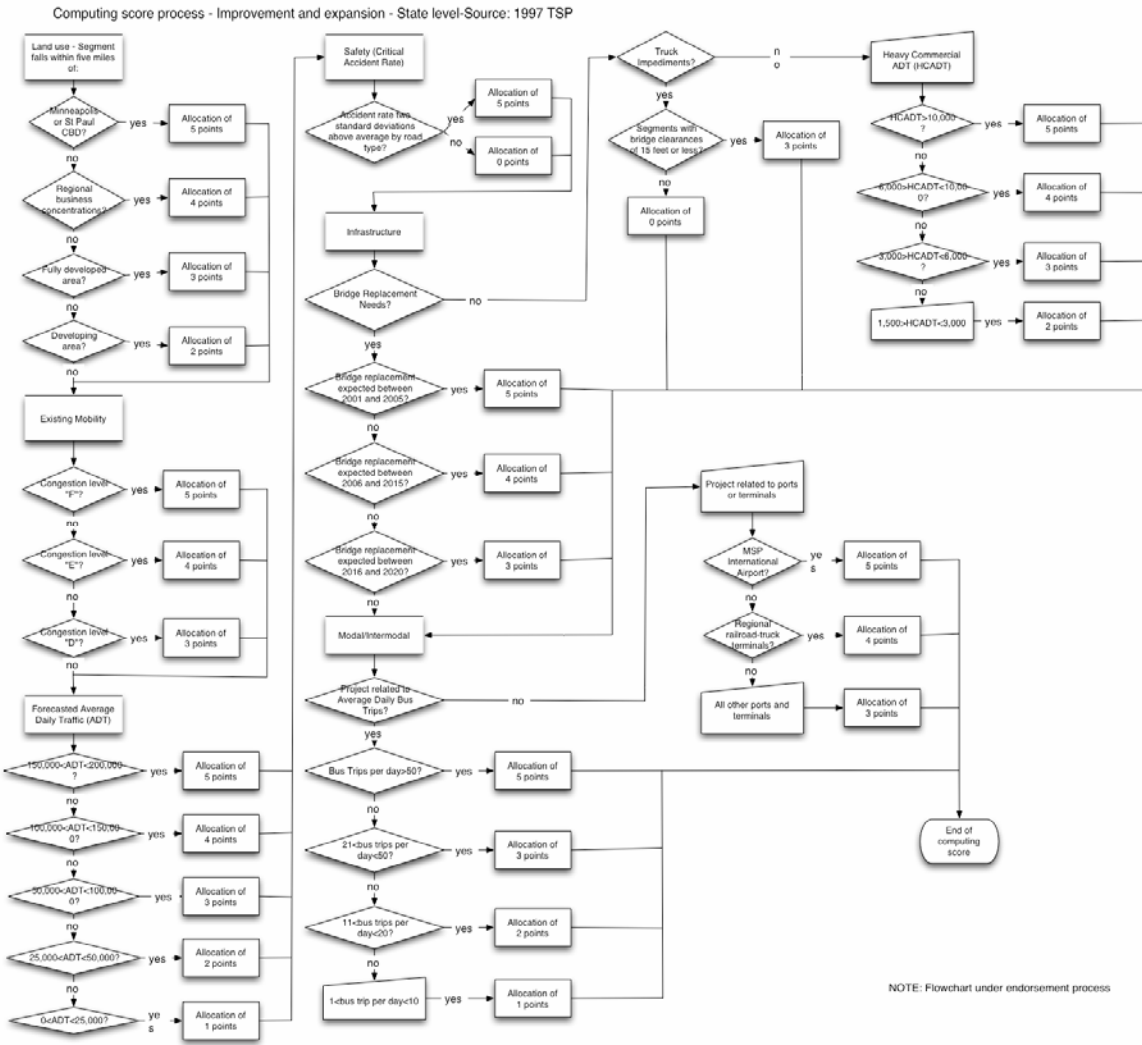 Computing score process - Improvement and expansion - State level-Source: 1997 TSP
Land use - Segment
falls within five miles
of:
Minneapolis
or St Paul
CBD?
yes
Allocation of
5 points
no
Regional
business
concentrations?
yes
Allocation of
4 points
no
Fully developed
area?
yes
Allocation of
3 points
no
Developing
area?
yes
Allocation of
2 points
no
Existing Mobility
Congestion level
"F"?
yes
Allocation of
5 points
no
Congestion level
"E"?
yes
Allocation of
4 points
no
Congestion level
"D"?
yes
Allocation of
3 points
no
Forecasted Average
Daily Traffic (ADT)
150,000<ADT<200,000
?
yes
Allocation of
5 points
no
100,000<ADT<150,00
0?
yes
Allocation of
4 points
no
50,000<ADT<100,00
0?
yes
Allocation of
3 points
no
25,000<ADT<50,000?
yes
Allocation of
2 points
no
0<ADT<25,000?
ye
s
Allocation of
1 points
Safety (Critical
Accident Rate)
Accident rate two
standard deviations
above average by road
type?
yes
Allocation of
5 points
no
Allocation of
0 points
Infrastructure
Bridge Replacement
Needs?
no
yes
Bridge replacement
expected between
2001 and 2005?
yes
Allocation of
5 points
no
Bridge replacement
expected between
2006 and 2015?
yes
Allocation of
4 points
no
Bridge replacement
expected between
2016 and 2020?
yes
Allocation of
3 points
no
Modal/Intermodal
Project related to
Average Daily Bus
Trips?
no
yes
Bus Trips per day>50?
yes
Allocation of
5 points
no
21<bus trips per
day<50?
yes
Allocation of
3 points
no
11<bus trips per
day<20?
yes
Allocation of
2 points
no
1<bus trip per day<10
yes
Allocation of
1 points
Truck
Impediments?
n
o
yes
Segments with
bridge clearances
of 15 feet or less?
yes
Allocation of
3 points
no
Allocation of
0 points
Heavy Commercial
ADT (HCADT)
HCADT>10,000
?
yes
Allocation of
5 points
no
6,000>HCADT<10,00
0?
yes
Allocation of
4 points
no
3,000>HCADT<6,000
?
yes
Allocation of
3 points
no
1,500>HCADT<3,000
yes
Allocation of
2 points
Project related to ports
or terminals
MSP
International
Airport?
ye
s
Allocation of
5 points
no
Regional
railroad-truck
terminals?
yes
Allocation of
4 points
no
All other ports and
terminals
Allocation of
3 points
End of
computing
score
NOTE: Flowchart under endorsement process